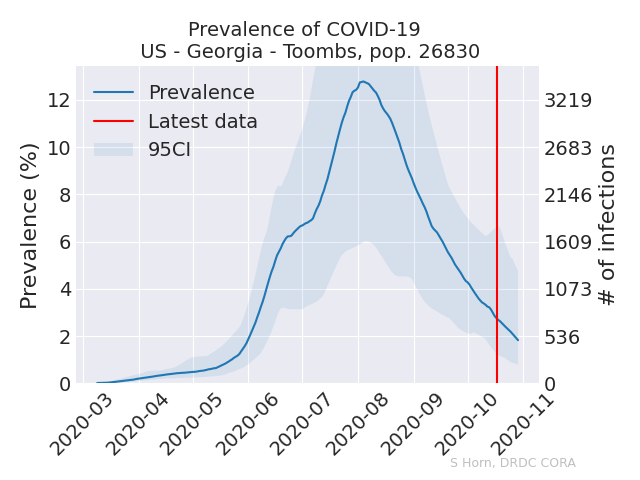 Prevalence of COVID-19
US - Georgia - Toombs, pop. 26830
Prevalence
Latest data
95CI
Prevalence (%)
12
10
8
6
4
2
0
3219
2683
2146
1609
1073
536
0
# of infections
2020-03
2020-04
2020-05
2020-06
2020-07
2020-08
2020-09
2020-10
2020-11
S Horn, DRDC CORA